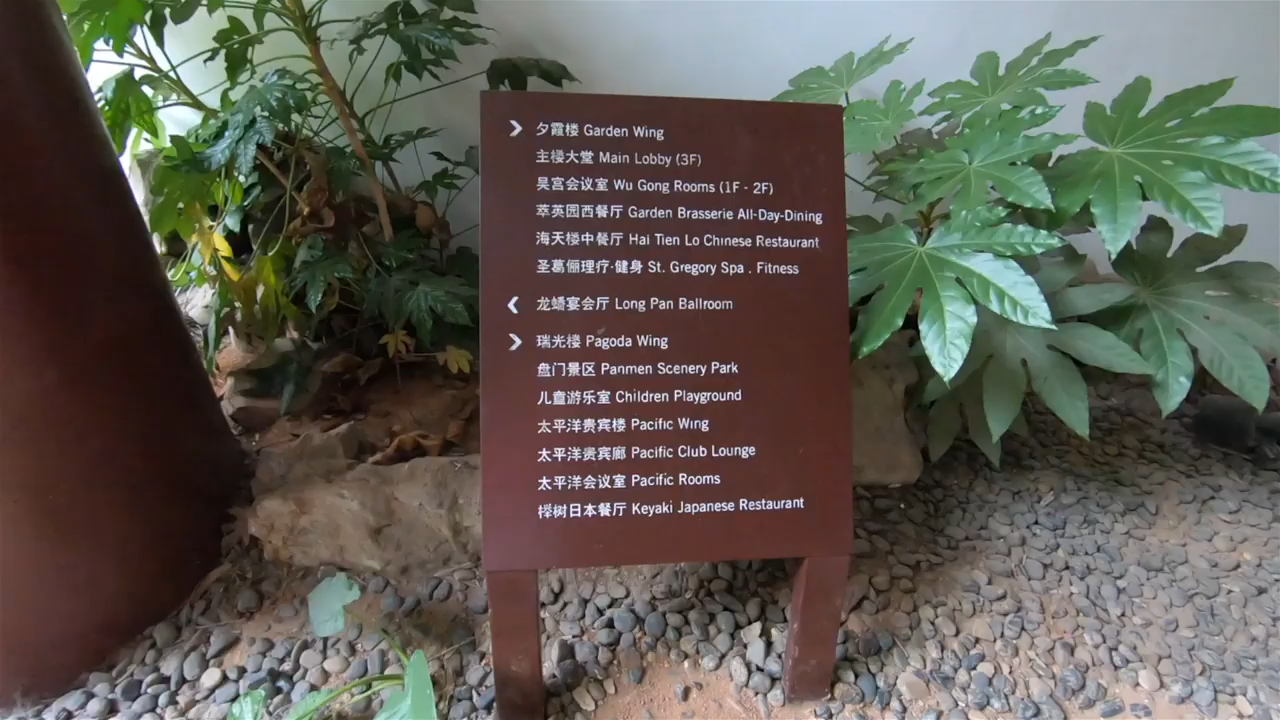 夕霞楼 Garden Wing
主楼大堂 Main Lobby (3F)
吴宫会议室 Wu Gong Rooms (1F - 2F)
萃英园西餐厅 Garden Brasserie All-Day-Dining
海天楼中餐厅 Hai Tien Lo Chinese Restaurant
圣葛俪理疗·健身 St. Gregory Spa . Fitness
龙蟠宴会厅 Long Pan Ballroom
瑞光楼 Pagoda Wing
盘门景区 Panmen Scenery Park
儿童游乐室 Children Playground
太平洋贵宾楼 Pacific Wing
太平洋贵宾廊 Pacific Club Lounge
太平洋会议室 Pacific Rooms
榉树日本餐厅 Keyaki Japanese Restaurant